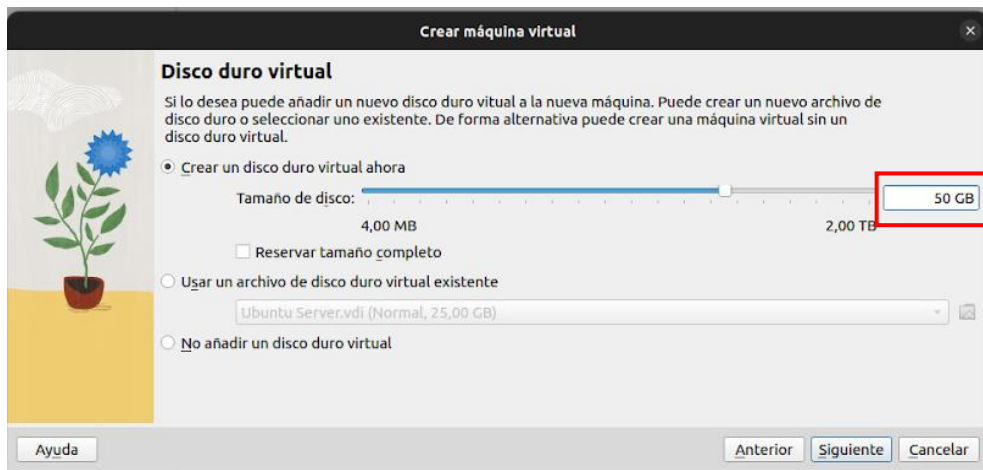 Crear máquina virtual
Disco duro virtual
Si lo desea puede añadir un nuevo disco duro vitual a la nueva máquina. Puede crear un nuevo archivo de
disco duro o seleccionar uno existente. De forma alternativa puede crear una máquina virtual sin un
disco duro virtual.
Crear un disco duro virtual ahora
Tamaño de disco:
50 GB
4,00 MB
2,00 TB
Reservar tamaño completo
Usar un archivo de disco duro virtual existente
Ubuntu Server.vdi (Normal, 25,00 GB)
No añadir un disco duro virtual
Ayuda
Anterior
Siguiente
Cancelar